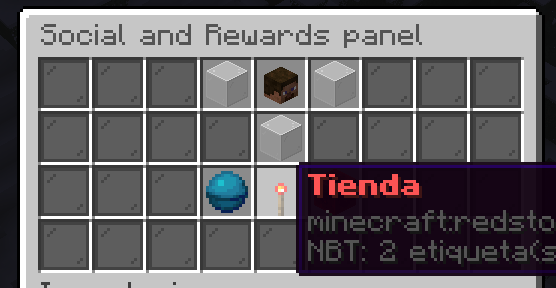 Social and Rewards panel
Tienda
minecraft:redsto
NBT: 2 etiqueta(s